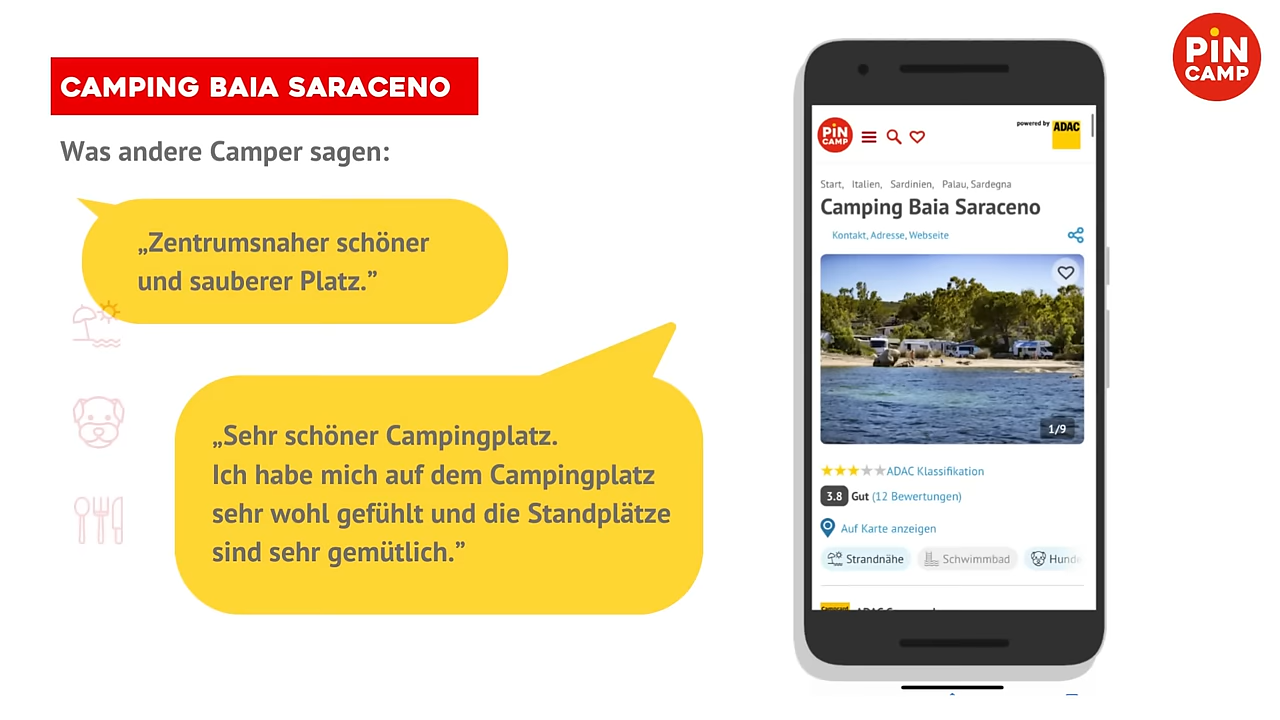 CAMPING BAIA SARACENO
Was andere Camper sagen:
„Zentrumsnaher schöner
und sauberer Platz.”
„Sehr schöner Campingplatz.
Ich habe mich auf dem Campingplatz
sehr wohl gefühlt und die Standplätze
sind sehr gemütlich.”
PiN
CAMP
PiN
CAMP
powered by ADAC
Start, Italien, Sardinien, Palau, Sardegna
Camping Baia Saraceno
Kontakt, Adresse, Webseite
1/9
ADAC Klassifikation
3.8 Gut (12 Bewertungen)
Auf Karte anzeigen
Strandnähe Schwimmbad Hunde